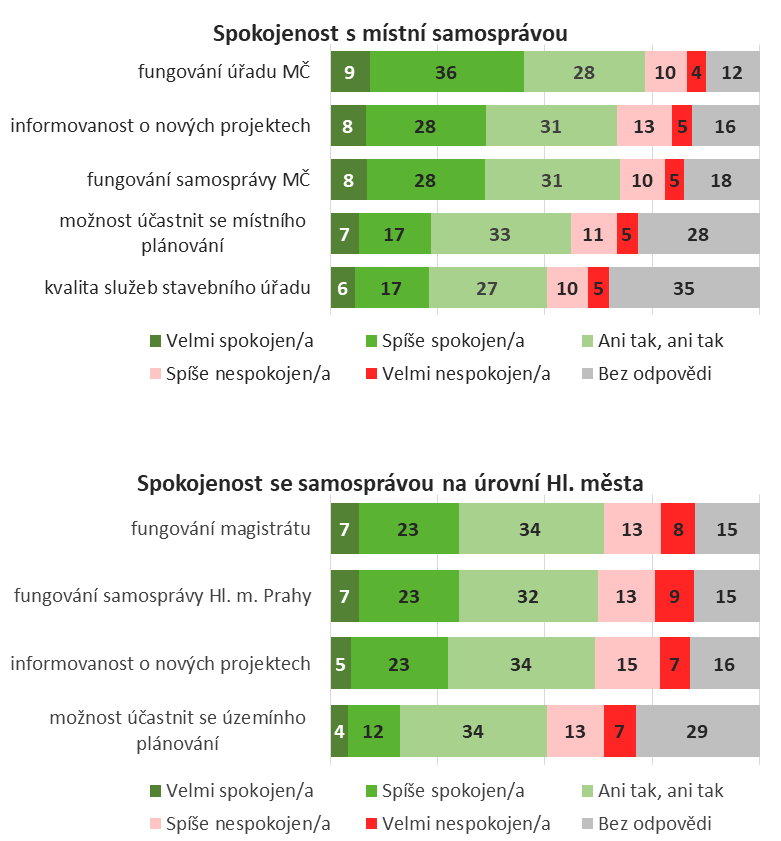 Spokojenost s místní samosprávou
fungování úřadu MČ
9 36 28 10 4 12
informovanost o nových projektech
8 28 31 13 5 16
fungování samosprávy MČ
8 28 31 10 5 18
možnost účastnit se místního
plánování
7 17 33 11 5 28
kvalita služeb stavebního úřadu
6 17 27 10 5 35
Velmi spokojen/a Spíše spokojen/a Ani tak, ani tak
Spíše nespokojen/a Velmi nespokojen/a Bez odpovědi
Spokojenost se samosprávou na úrovní Hl. města
fungování magistrátu
7 23 34 13 8 15
fungování samosprávy Hl. m. Prahy
7 23 32 13 9 15
informovanost o nových projektech
5 23 34 15 7 16
možnost účastnit se územínho
plánování
4 12 34 13 7 29
Velmi spokojen/a Spíše spokojen/a Ani tak, ani tak
Spíše nespokojen/a Velmi nespokojen/a Bez odpovědi